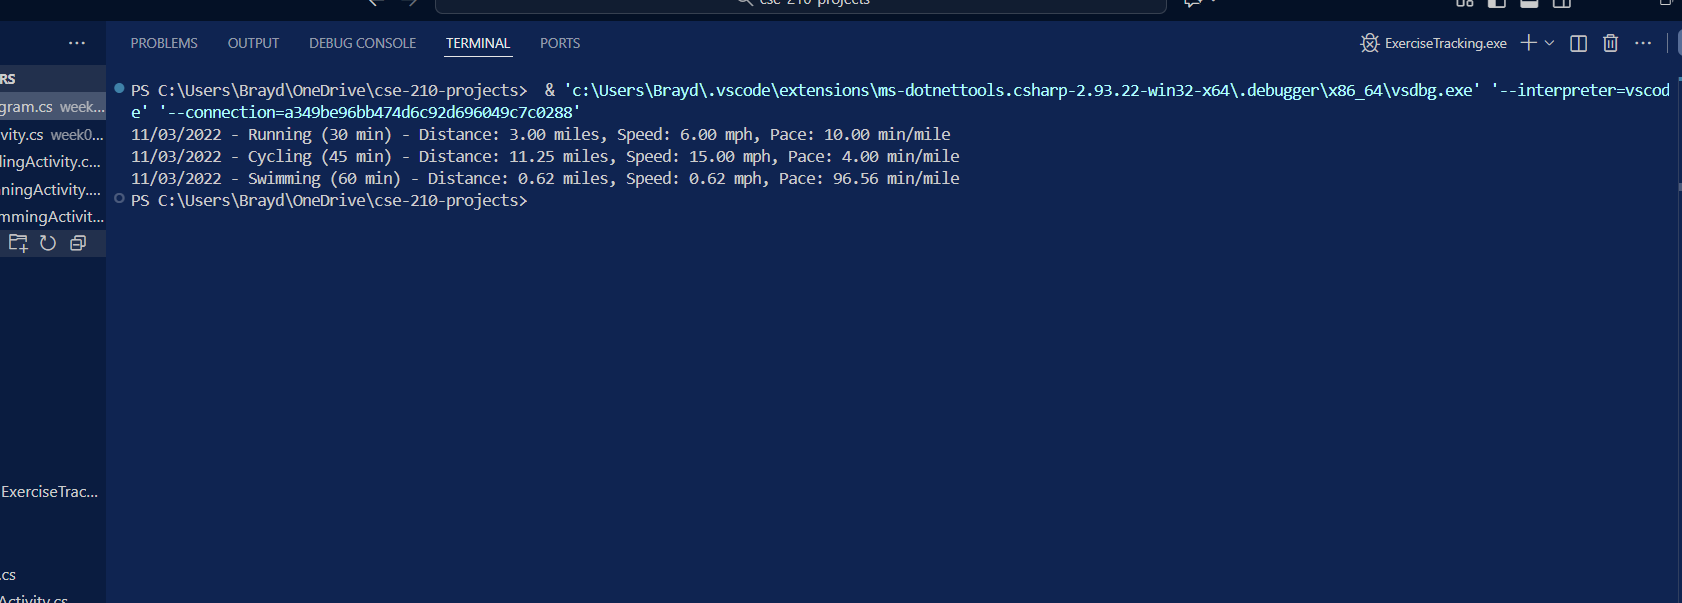 cse-210-projects
PROBLEMS OUTPUT DEBUG CONSOLE TERMINAL PORTS
ExerciseTracking.exe
RS
gram.cs week...
vity.cs week0...
lingActivity.c...
ningActivity....
mmingActivit...
ExerciseTrac...
.cs
Activity.cs
PS C:\Users\Brayd\OneDrive\cse-210-projects> & 'c:\Users\Brayd\.vscode\extensions\ms-dotnettools.csharp-2.93.22-win32-x64\.debugger\x86_64\vsdbg.exe' '--interpreter=vscod
e' '--connection=a349be96bb474d6c92d696049c7c0288'
11/03/2022 - Running (30 min) - Distance: 3.00 miles, Speed: 6.00 mph, Pace: 10.00 min/mile
11/03/2022 - Cycling (45 min) - Distance: 11.25 miles, Speed: 15.00 mph, Pace: 4.00 min/mile
11/03/2022 - Swimming (60 min) - Distance: 0.62 miles, Speed: 0.62 mph, Pace: 96.56 min/mile
PS C:\Users\Brayd\OneDrive\cse-210-projects>